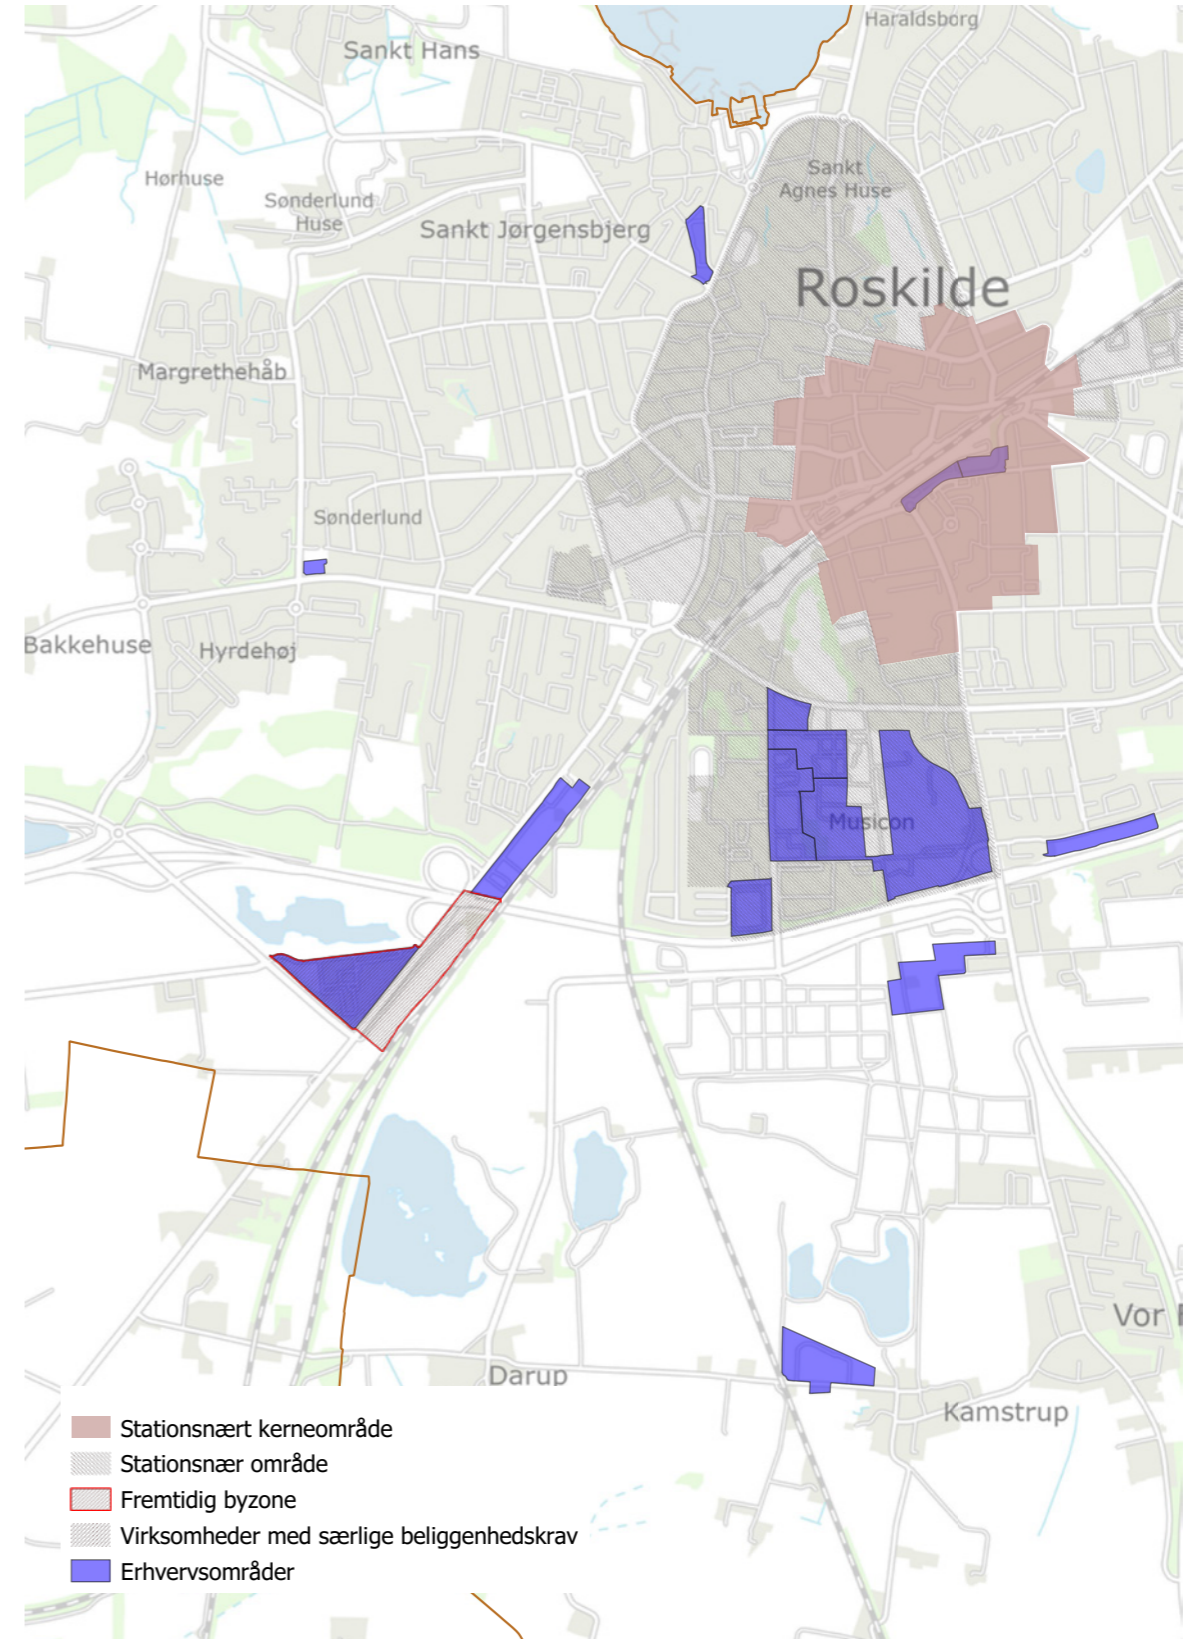 Haraldsborg
Sankt Hans
Sankt
Agnes Huse
Hørhuse
Sønderlund
Huse
Sankt Jørgensbjerg
Roskilde
Margrethehåb
Sønderlund
Bakkehuse
Hyrdehøj
Musicon
Vor
Darup
Kamstrup
Stationsnært kerneområde
Stationsnær område
Fremtidig byzone
Virksomheder med særlige beliggenhedskrav
Erhvervsområder